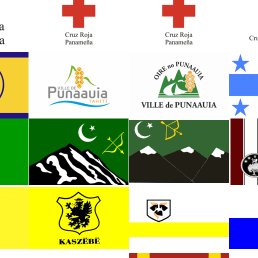 a
a
Cruz Roja
Panameña
Cruz Roja
Panameña
VILLE DE
Punaauia
TAHITI
OIRE no PUNAAUIA
VILLE de PUNAAUIA
KASZËBË